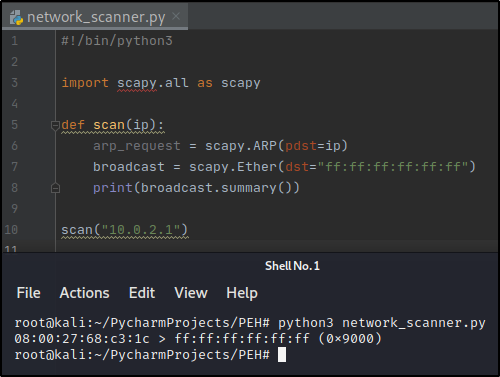 network_scanner.py
1 #!/bin/python3
2
3 import scapy.all as scapy
4
5 def scan(ip):
6 arp_request = scapy.ARP(pdst=ip)
7 broadcast = scapy.Ether(dst="ff:ff:ff:ff:ff:ff")
8 print(broadcast.summary())
9
10 scan("10.0.2.1")
11
Shell No. 1
File Actions Edit View Help
root@kali:~/PycharmProjects/PEH# python3 network_scanner.py
08:00:27:68:c3:1c > ff:ff:ff:ff:ff:ff (0×9000)
root@kali:~/PycharmProjects/PEH#